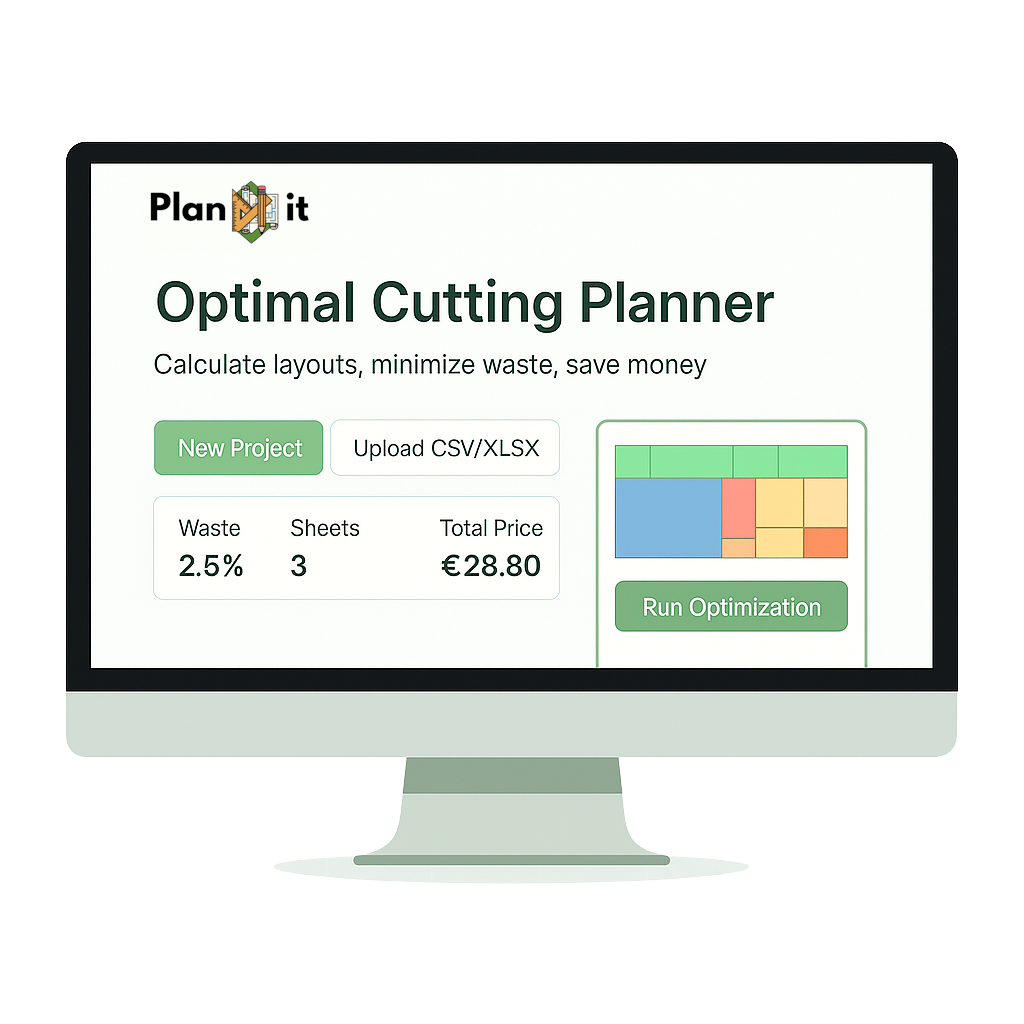 Plan it
Optimal Cutting Planner
Calculate layouts, minimize waste, save money
New Project
Upload CSV/XLSX
Waste Sheets Total Price
2.5% 3 €28.80
Run Optimization